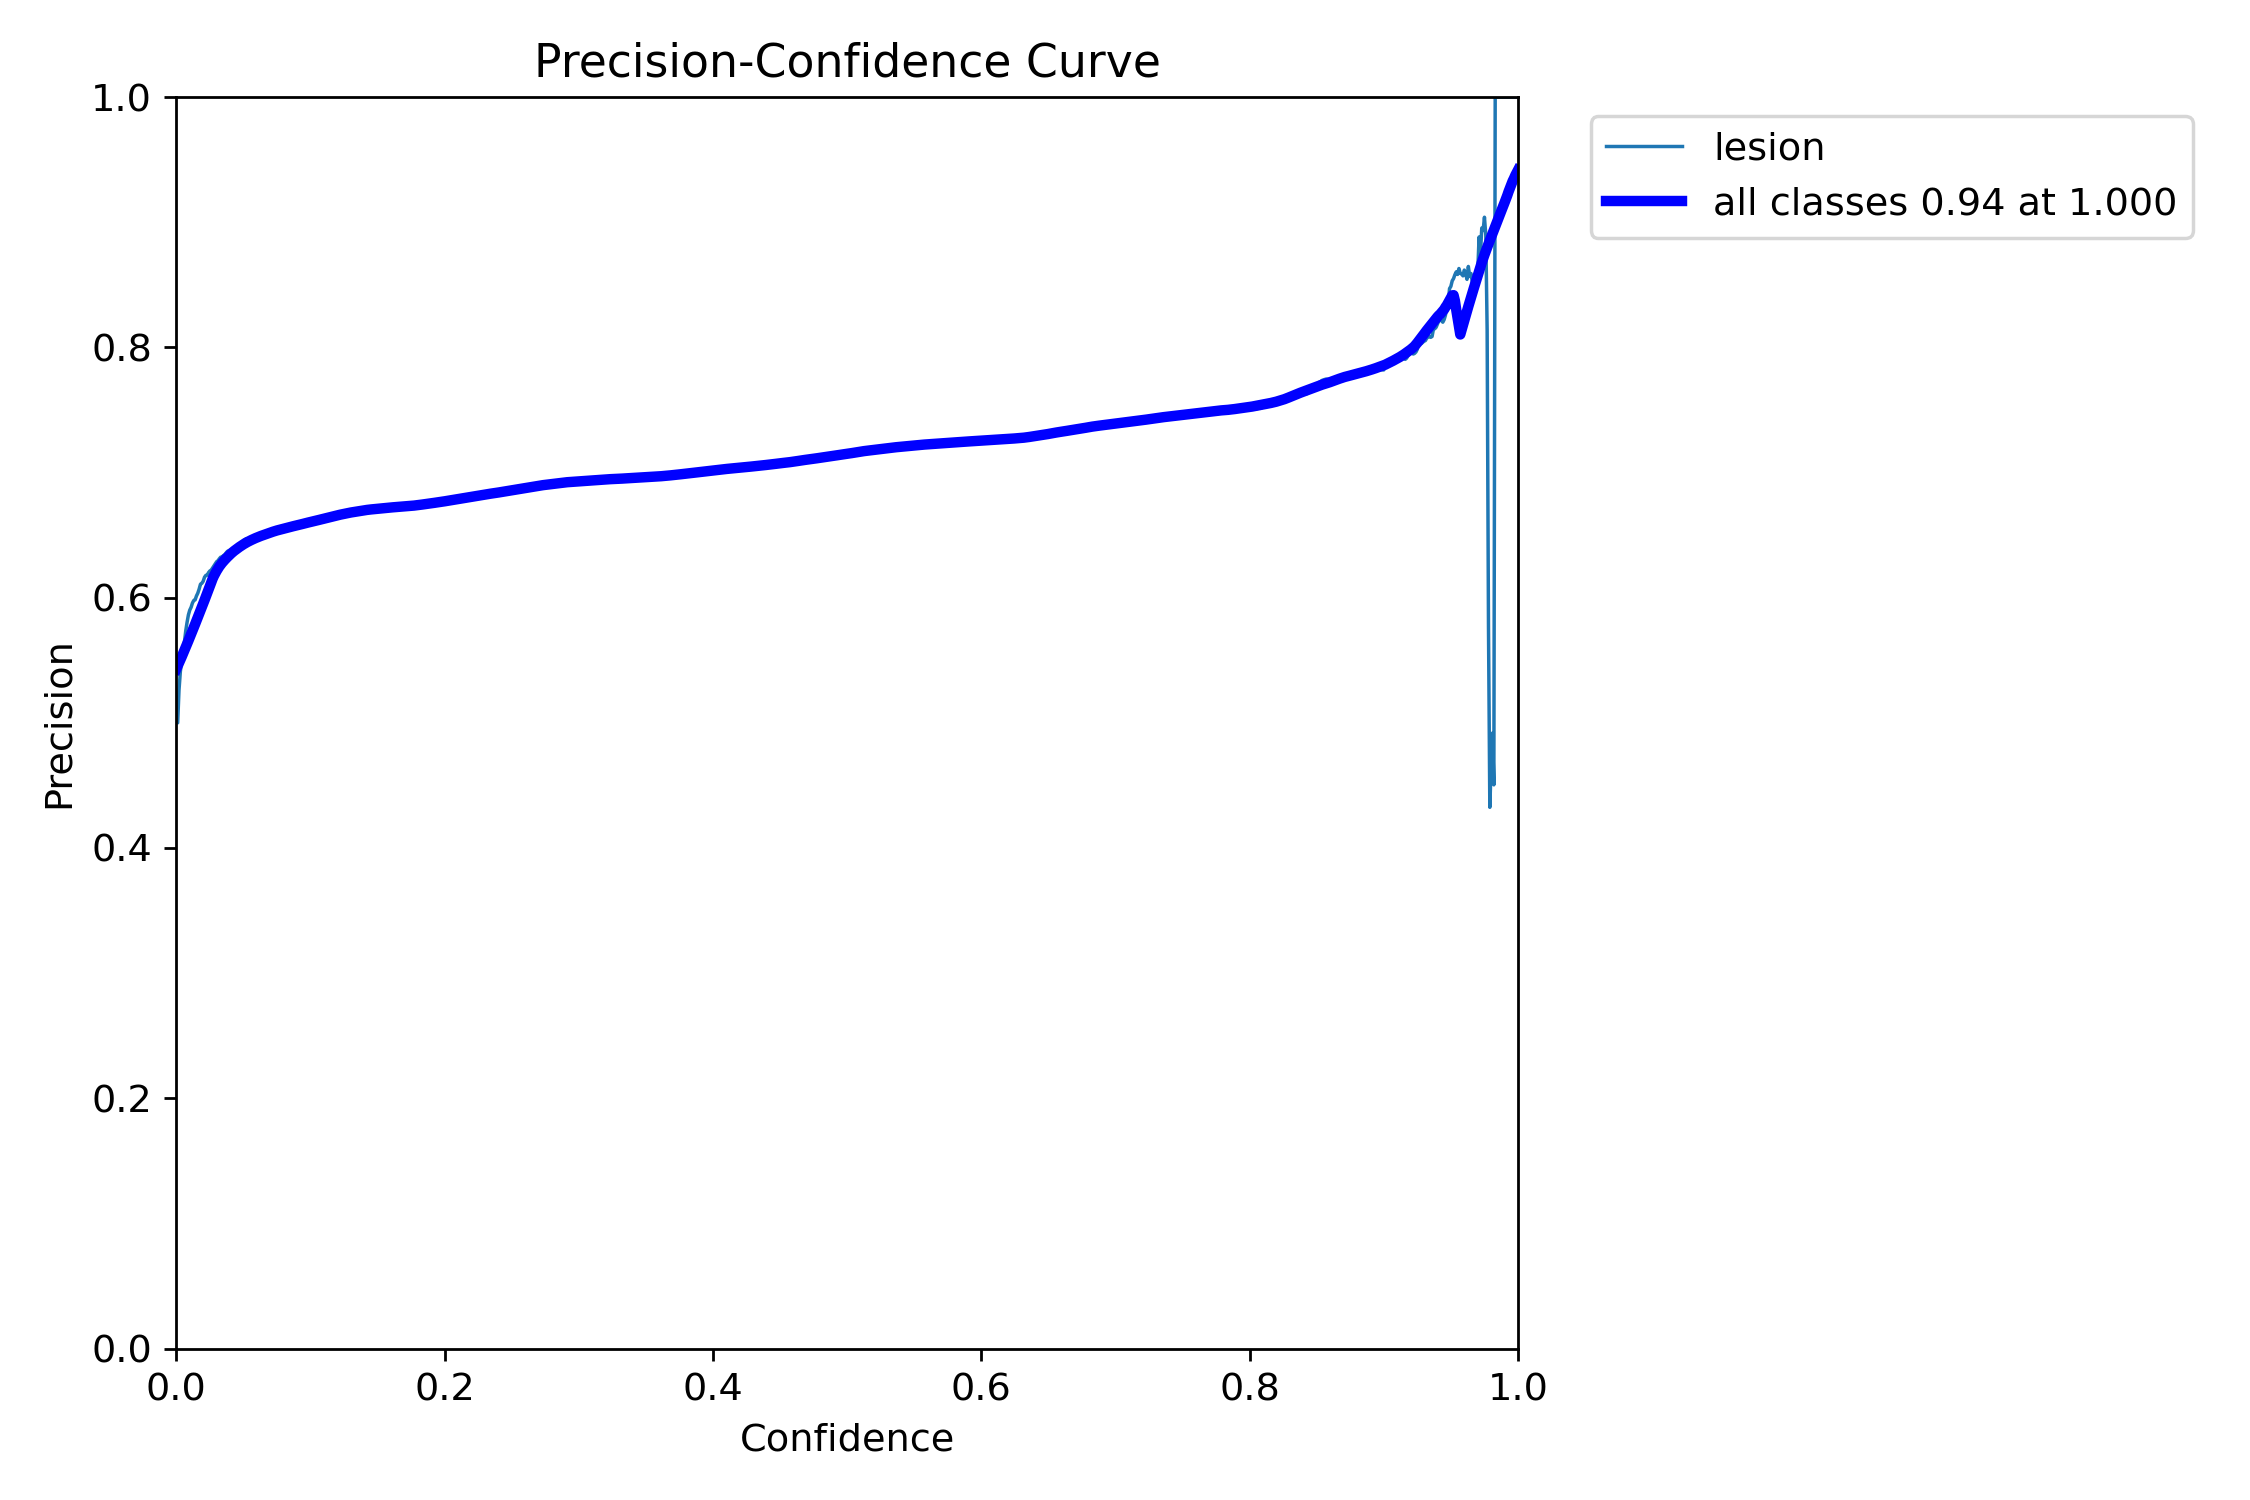 Precision-Confidence Curve
lesion
all classes 0.94 at 1.000
1.0
0.8
0.6
0.4
0.2
0.0
Precision
0.0 0.2 0.4 0.6 0.8 1.0
Confidence